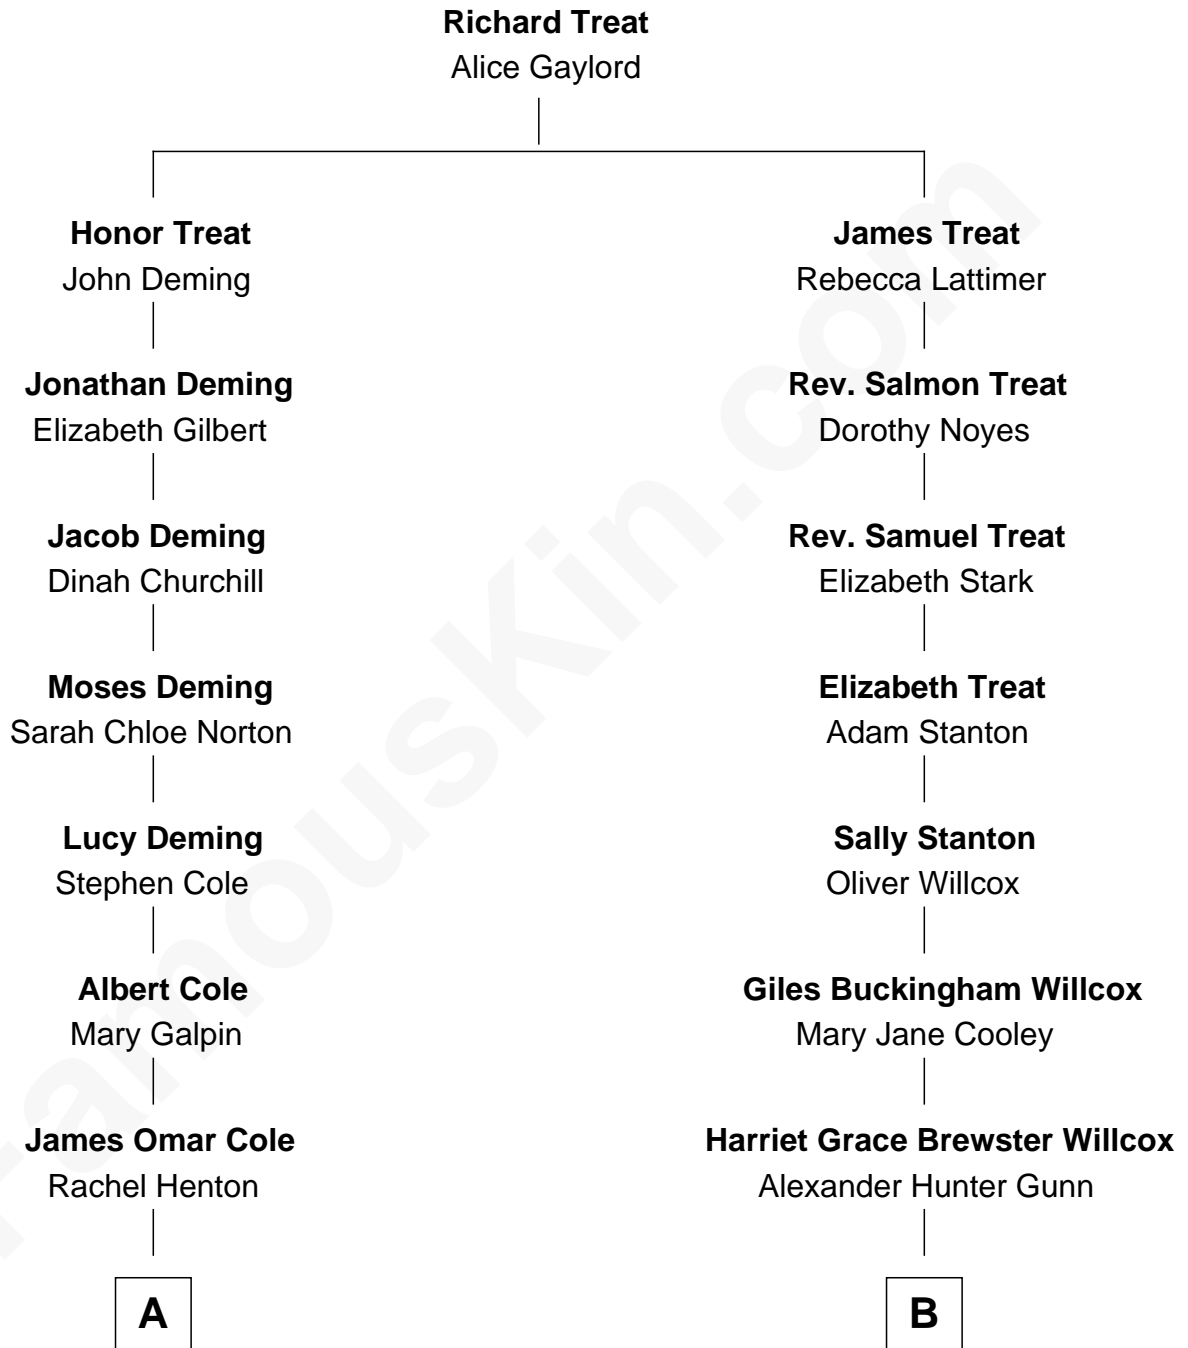 Richard Treat
Alice Gaylord
Honor Treat
John Deming
James Treat
Rebecca Lattimer
Jonathan Deming
Elizabeth Gilbert
Rev. Salmon Treat
Dorothy Noyes
Jacob Deming
Dinah Churchill
Rev. Samuel Treat
Elizabeth Stark
Moses Deming
Sarah Chloe Norton
Elizabeth Treat
Adam Stanton
Lucy Deming
Stephen Cole
Sally Stanton
Oliver Willcox
Albert Cole
Mary Galpin
Giles Buckingham Willcox
Mary Jane Cooley
James Omar Cole
Rachel Henton
Harriet Grace Brewster Willcox
Alexander Hunter Gunn
A
B
FamousKin.com